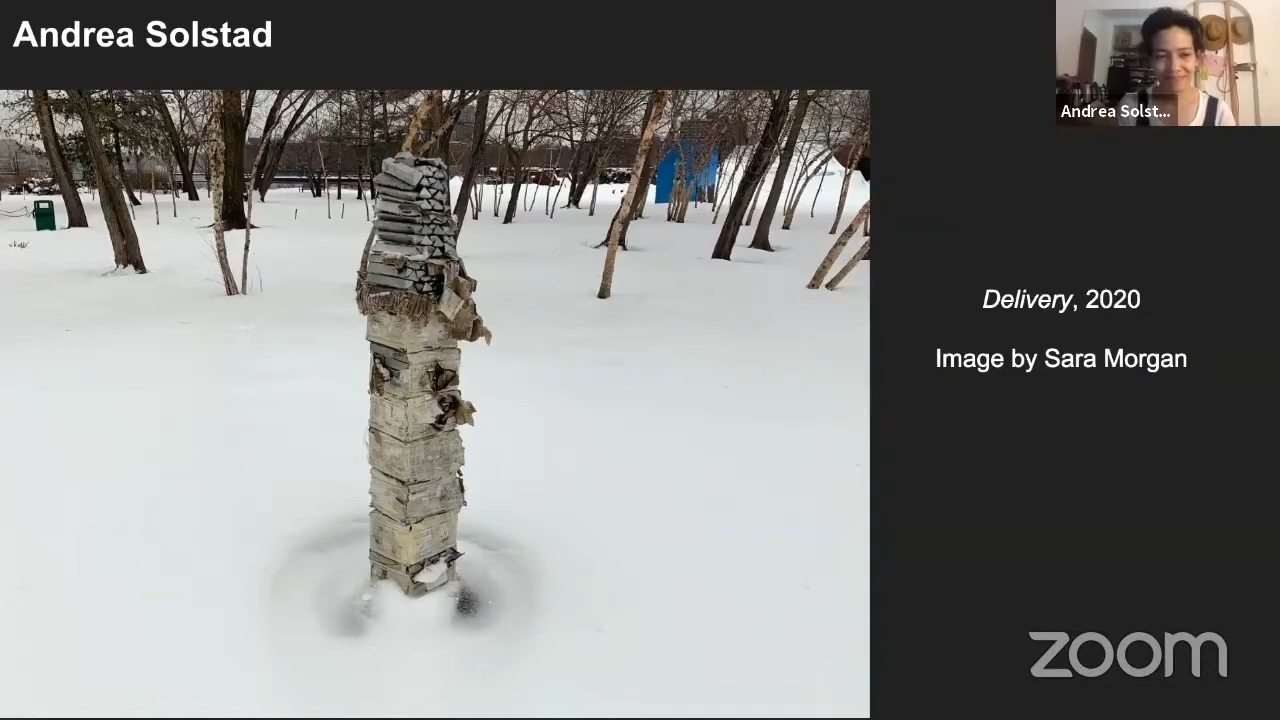 Andrea Solstad
Andrea Solst...
Delivery, 2020
Image by Sara Morgan
zoom